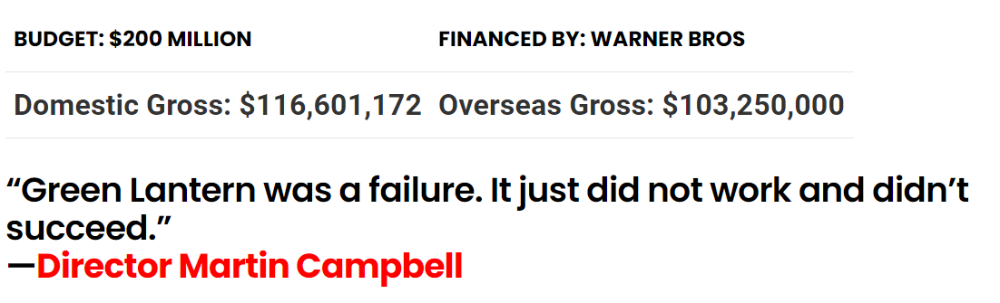 BUDGET: $200 MILLION FINANCED BY: WARNER BROS
Domestic Gross: $116,601,172 Overseas Gross: $103,250,000
“Green Lantern was a failure. It just did not work and didn’t
succeed.”
—Director Martin Campbell